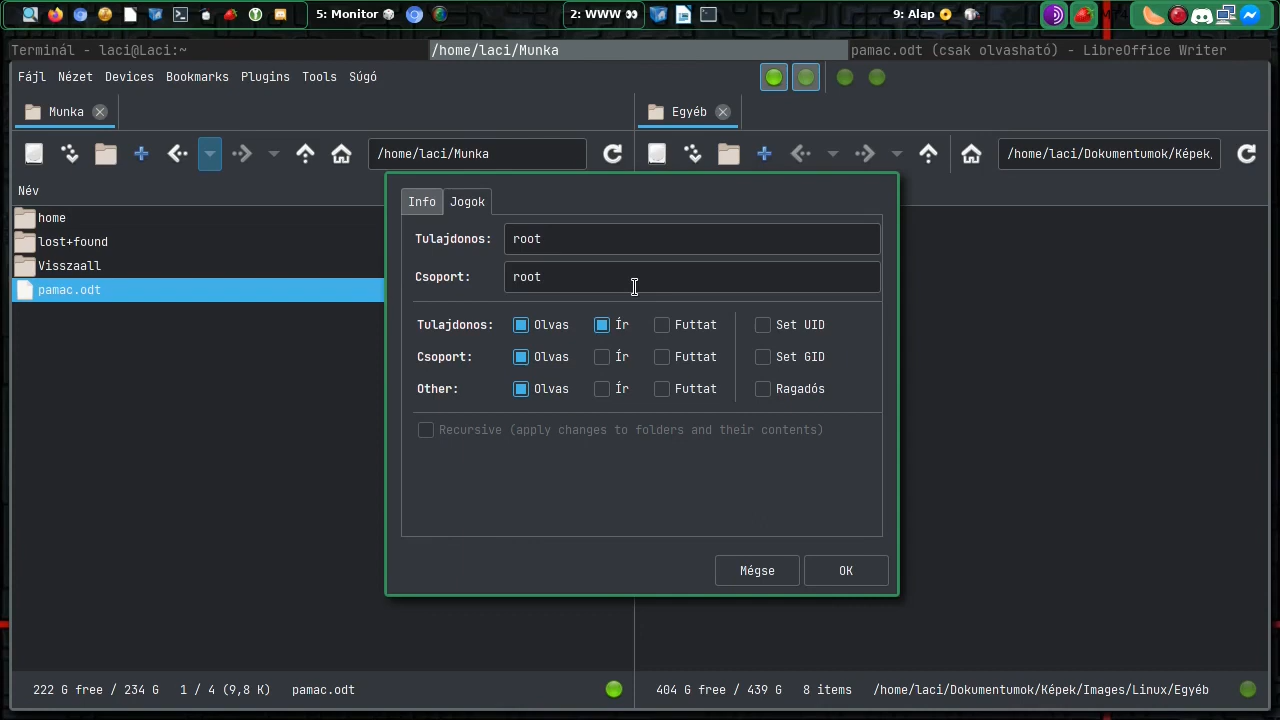 5: Monitor
2: WWW
9: Alap
Terminál - laci@Laci:~
/home/laci/Munka
pamac.odt (csak olvasható) - LibreOffice Writer
Fájl Nézet Devices Bookmarks Plugins Tools Súgó
Munka
Egyéb
/home/laci/Munka
/home/laci/Dokumentumok/Képek.
Név
home
lost+found
Visszaall
pamac.odt
Info
Jogok
Tulajdonos: root
Csoport: root
Tulajdonos: Olvas Ír Futtat Set UID
Csoport: Olvas Ír Futtat Set GID
Other: Olvas Ír Futtat Ragadós
Recursive (apply changes to folders and their contents)
Mégse
OK
222 G free / 234 G 1 / 4 (9,8 K) pamac.odt
404 G free / 439 G 8 items /home/laci/Dokumentumok/Képek/Images/Linux/Egyéb